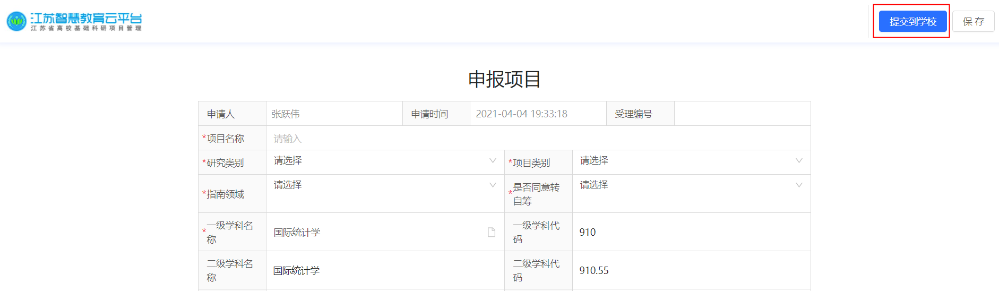 江苏智慧教育云平台
江苏省高校基础科研项目管理
提交到学校 保 存
申报项目
申请人 张跃伟 申请时间 2021-04-04 19:33:18 受理编号
*项目名称 请输入
*研究类别 请选择 *项目类别 请选择
*指南领域 请选择 *是否同意转
自筹 请选择
*一级学科名
称 国际统计学 一级学科代
码 910
二级学科名
称 国际统计学 二级学科代
码 910.55